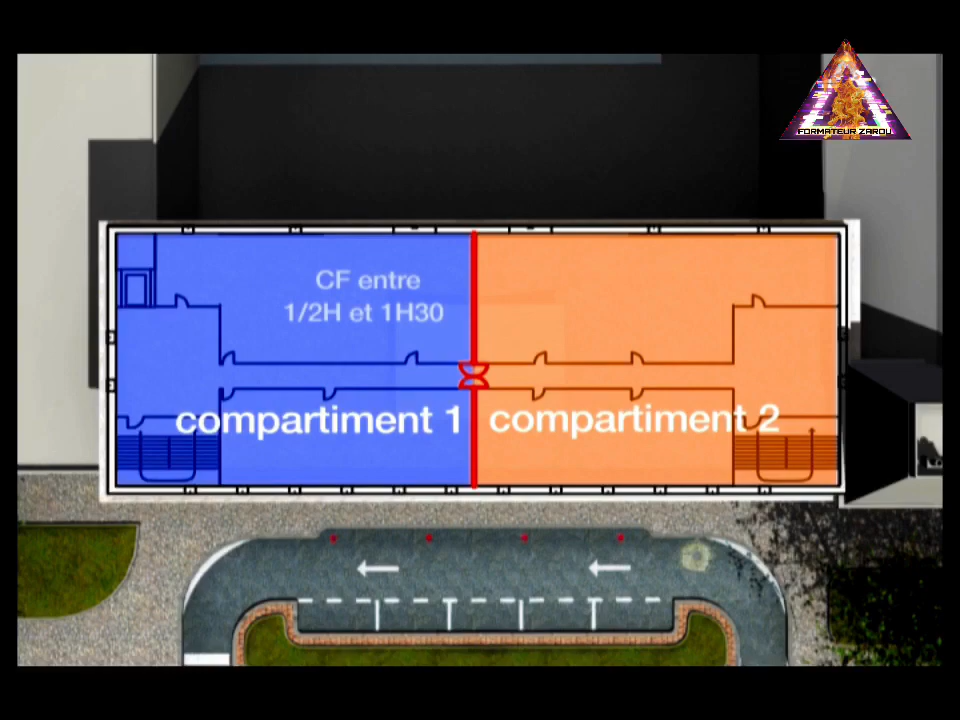 FORMATEUR ZAROU
CF entre
1/2H et 1H30
compartiment 1
compartiment 2